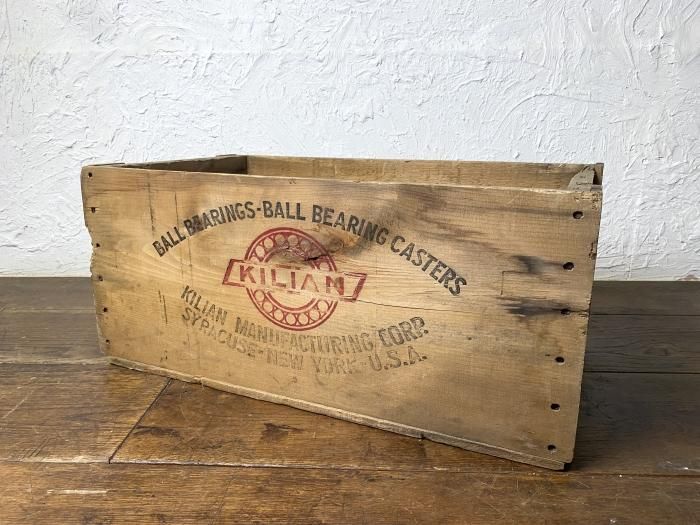 BALL BEARINGS-BALL BEARING CASTERS
KILIAN
KILIAN MANUFACTURING CORP.
SYRACUSE-NEW YORK-U.S.A.